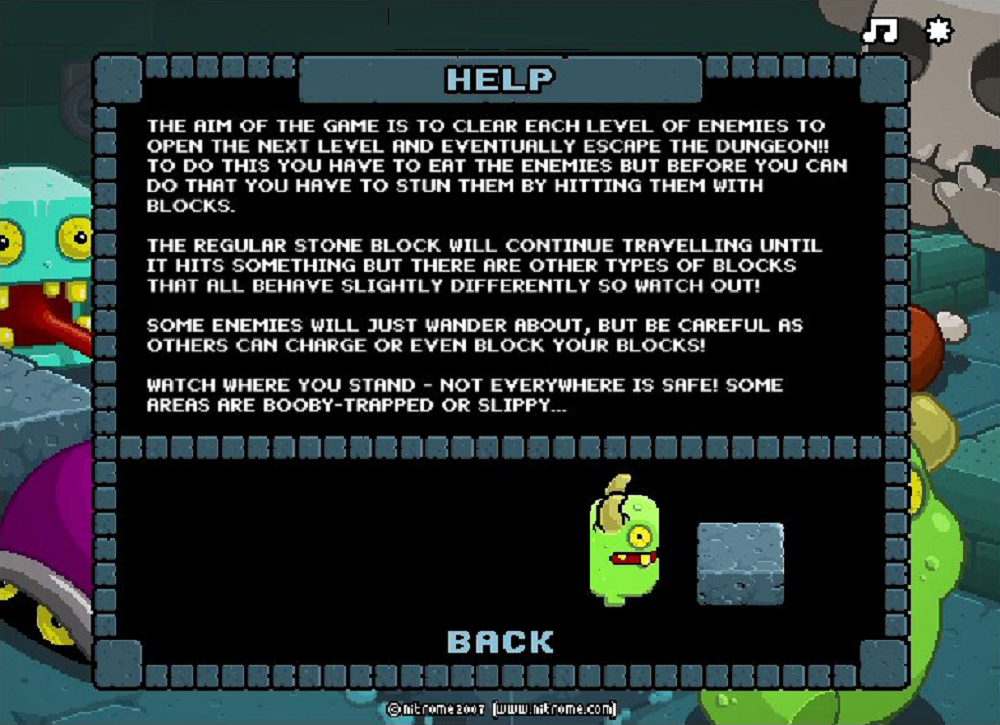 HELP
THE AIM OF THE GAME IS TO CLEAR EACH LEVEL OF ENEMIES TO
OPEN THE NEXT LEVEL AND EVENTUALLY ESCAPE THE DUNGEON!!
TO DO THIS YOU HAVE TO EAT THE ENEMIES BUT BEFORE YOU CAN
DO THAT YOU HAVE TO STUN THEM BY HITTING THEM WITH
BLOCKS.
THE REGULAR STONE BLOCK WILL CONTINUE TRAVELLING UNTIL
IT HITS SOMETHING BUT THERE ARE OTHER TYPES OF BLOCKS
THAT ALL BEHAVE SLIGHTLY DIFFERENTLY SO WATCH OUT!
SOME ENEMIES WILL JUST WANDER ABOUT, BUT BE CAREFUL AS
OTHERS CAN CHARGE OR EVEN BLOCK YOUR BLOCKS!
WATCH WHERE YOU STAND - NOT EVERYWHERE IS SAFE! SOME
AREAS ARE BOOBY-TRAPPED OR SLIPPY...
BACK
©nitrome2007 [www.nitrome.com]